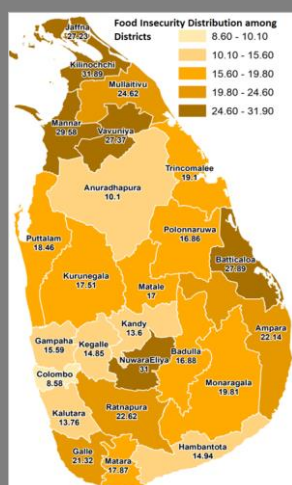 Food Insecurity Distribution among
Districts
8.60 - 10.10
10.10 - 15.60
15.60 - 19.80
19.80 - 24.60
24.60 - 31.90
Jaffna
27.23
Kilinochchi
31.89
Mullaitivu
24.62
Mannar
29.58
Vavuniya
27.37
Trincomalee
19.1
Anuradhapura
10.1
Polonnaruwa
16.86
Puttalam
18.46
Batticaloa
27.89
Kurunegala
17.51
Matale
17
Kandy
13.6
Ampara
22.14
Gampaha
15.59
Kegalle
14.85
NuwaraEliya
31
Badulla
16.88
Colombo
8.58
Monaragala
19.81
Kalutara
13.76
Ratnapura
22.62
Hambantota
14.94
Galle
21.32
Matara
17.87